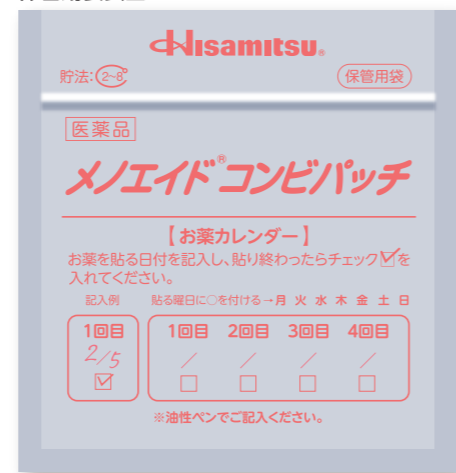 Hisamitsu®
貯法:2~8℃ 保管用袋
医薬品
メノエイド®コンビパッチ
【お薬カレンダー】
お薬を貼る日付を記入し、貼り終わったらチェック☑を
入れてください。
記入例 貼る曜日に○を付ける→月 火 水 木 金 土 日
1回目 1回目 2回目 3回目 4回目
2/5 / / / /
☑ □ □ □ □
※油性ペンでご記入ください。